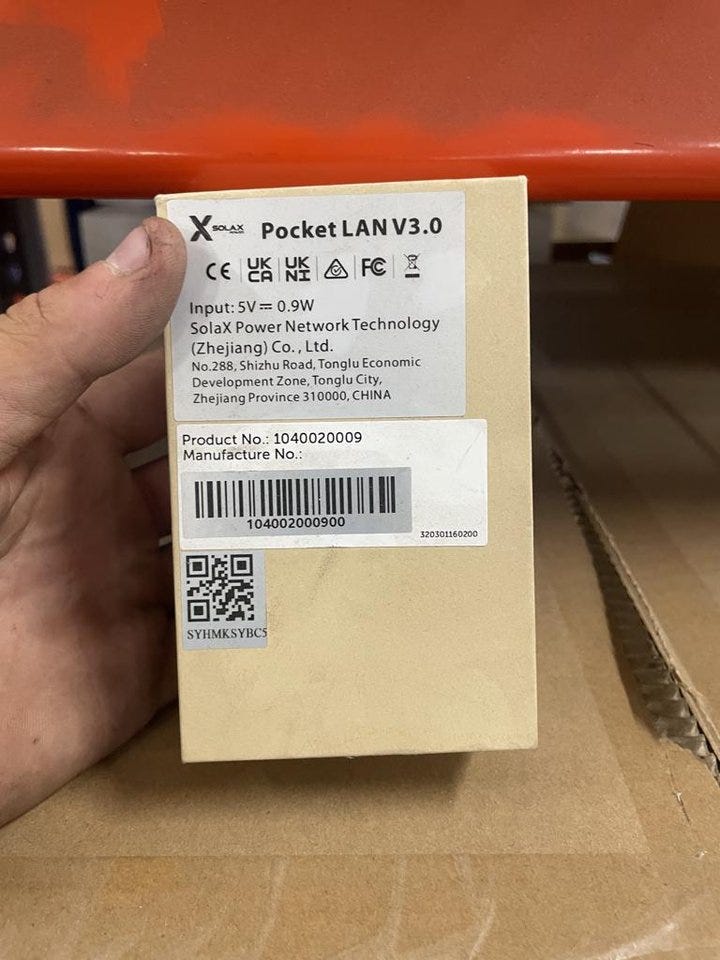 X SOLAX Pocket LAN V3.0
CE UK CA UK NI FC
Input: 5V⎓ 0.9W
SolaX Power Network Technology
(Zhejiang) Co., Ltd.
No.288, Shizhu Road, Tonglu Economic
Development Zone, Tonglu City,
Zhejiang Province 310000, CHINA
Product No.: 1040020009
Manufacture No.:
104002000900
320301160200
SYHMKSYBC5